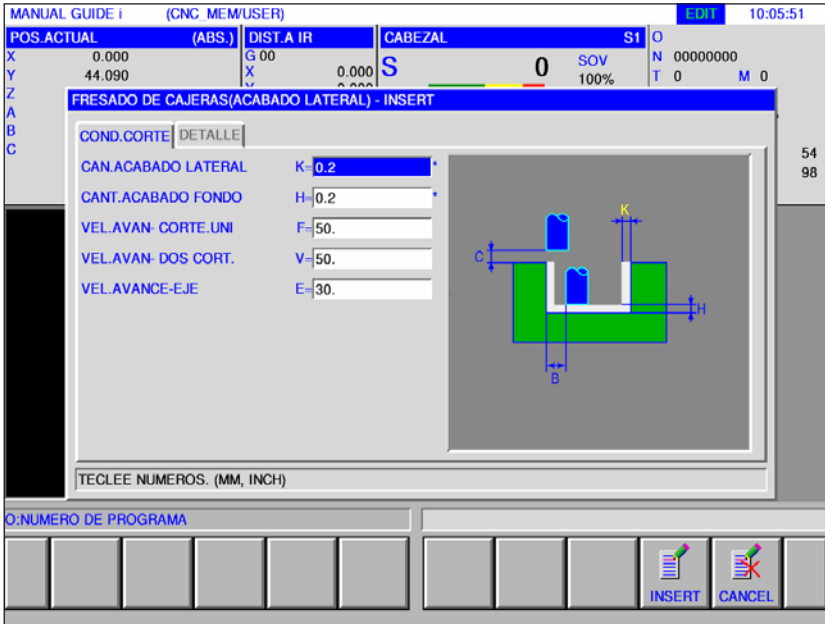 MANUAL GUIDE i (CNC_MEM/USER) EDIT 10:05:51
POS.ACTUAL (ABS.) DIST.A IR CABEZAL S1 O
X 0.000 G 00 S 0 SOV N 00000000
Y 44.090 X 0.000 100% T 0 M 0
Z
FRESADO DE CAJERAS(ACABADO LATERAL) - INSERT
A
B
C
54
98
COND.CORTE DETALLE
CAN.ACABADO LATERAL K= 0.2 *
CANT.ACABADO FONDO H= 0.2 *
VEL.AVAN- CORTE.UNI F= 50.
VEL.AVAN- DOS CORT. V= 50.
VEL.AVANCE-EJE E= 30.
K
C
H
B
TECLEE NUMEROS. (MM, INCH)
O:NUMERO DE PROGRAMA
INSERT CANCEL